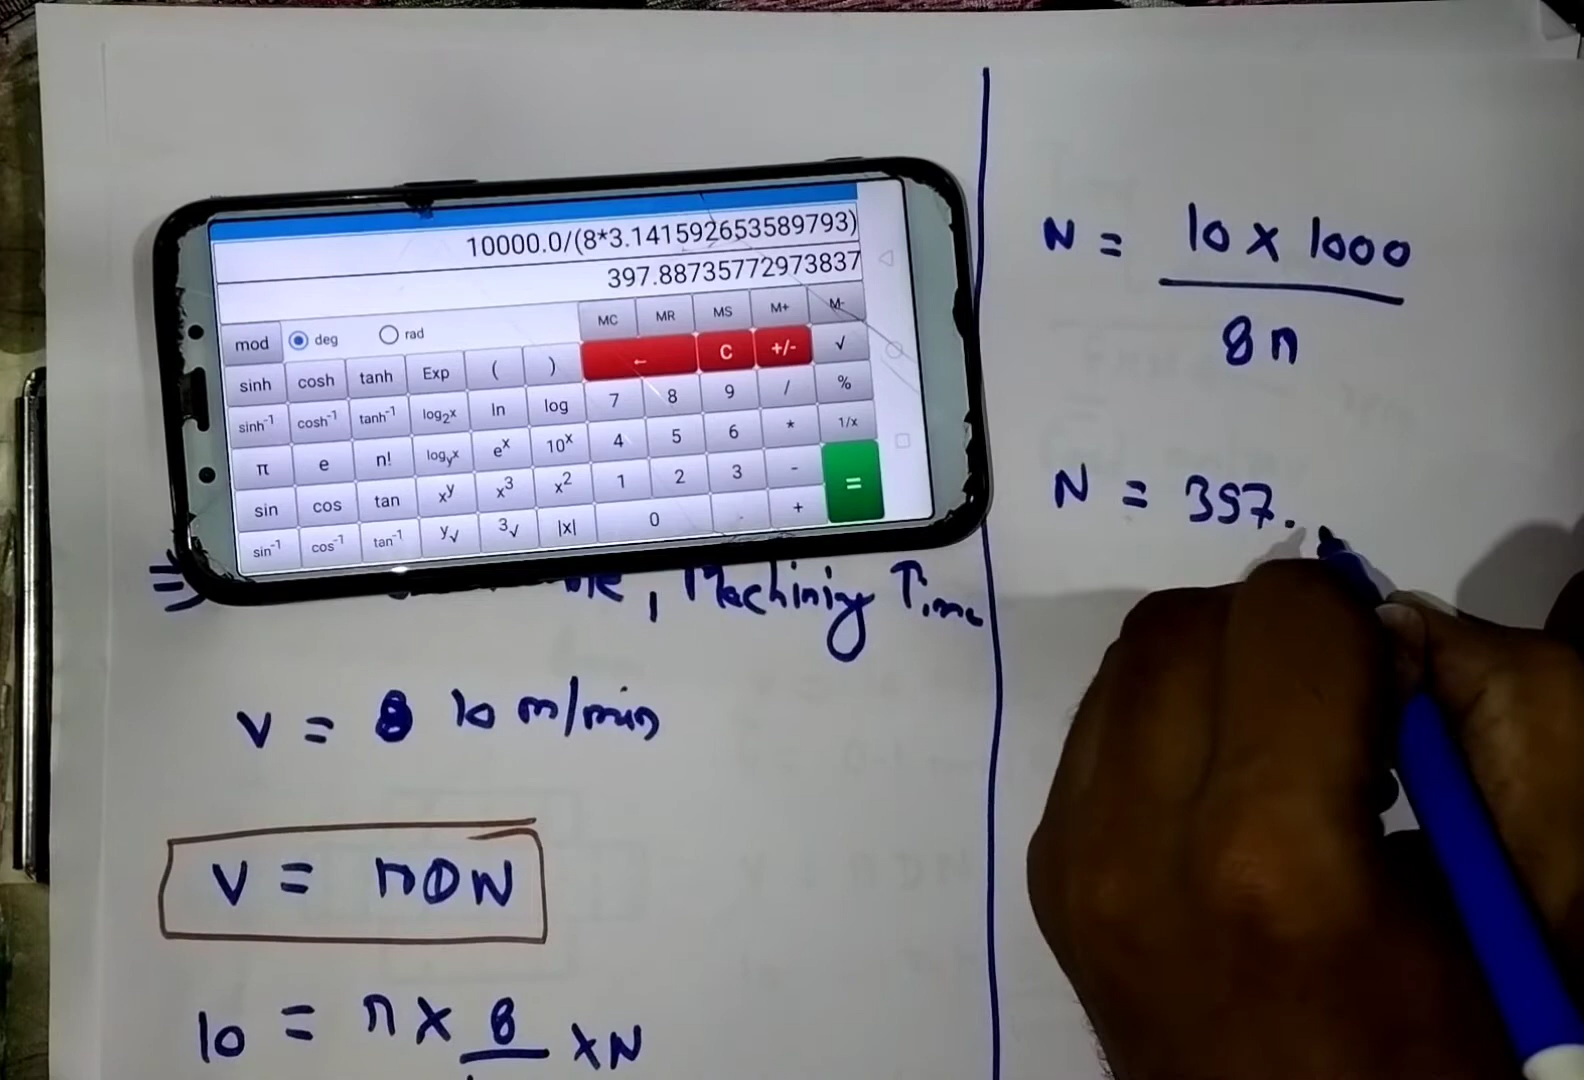 10000.0/(8*3.141592653589793)
397.88735772973837
mod deg rad MC MR MS M+ M-
sinh cosh tanh Exp ( ) ← C +/- √
sinh⁻¹ cosh⁻¹ tanh⁻¹ log₂x ln log 7 8 9 / %
π e n! logᵧx eˣ 10ˣ 4 5 6 * 1/x
sin cos tan xʸ x³ x² 1 2 3 - =
sin⁻¹ cos⁻¹ tan⁻¹ ʸ√ ³√ |x| 0 . +
⇒ , Machining Time
V = 10 m/min
V = πDN
10 = π × 8 × N
N = 10 × 1000
8π
N = 397.